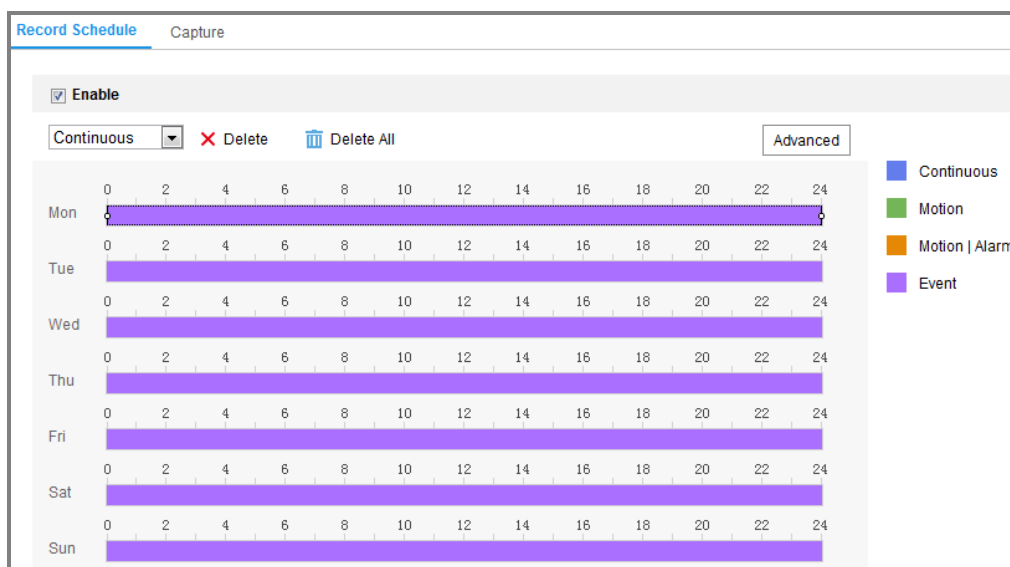 Record Schedule Capture
Enable
Continuous Delete Delete All Advanced
Continuous
Motion
Motion | Alarm
Event
0 2 4 6 8 10 12 14 16 18 20 22 24
Mon
0 2 4 6 8 10 12 14 16 18 20 22 24
Tue
0 2 4 6 8 10 12 14 16 18 20 22 24
Wed
0 2 4 6 8 10 12 14 16 18 20 22 24
Thu
0 2 4 6 8 10 12 14 16 18 20 22 24
Fri
0 2 4 6 8 10 12 14 16 18 20 22 24
Sat
0 2 4 6 8 10 12 14 16 18 20 22 24
Sun